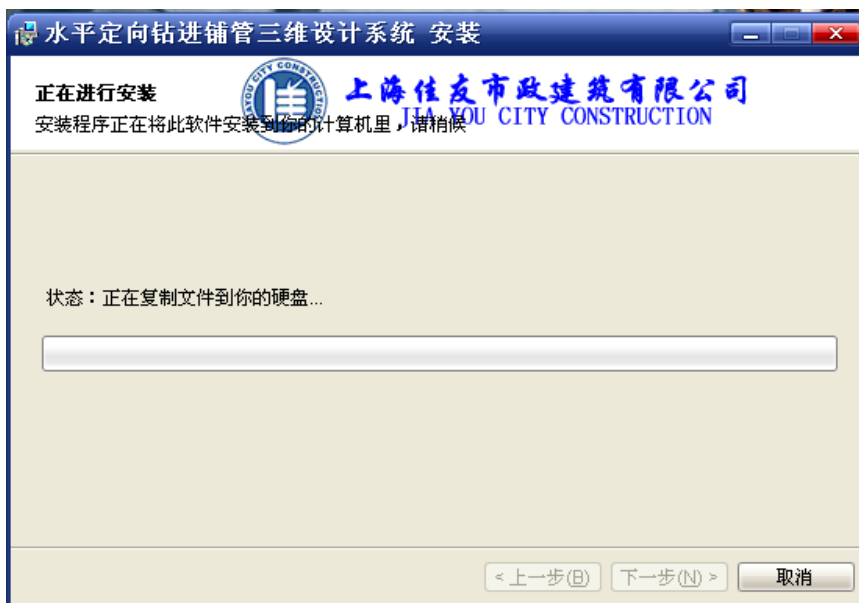 水平定向钻进铺管三维设计系统 安装
正在进行安装
JIAYOU CITY CONSTRUCTION
上海佳友市政建筑有限公司
JIA YOU CITY CONSTRUCTION
安装程序正在将此软件安装到你的计算机里,请稍候
状态:正在复制文件到你的硬盘...
<上一步(B)
下一步(N)>
取消